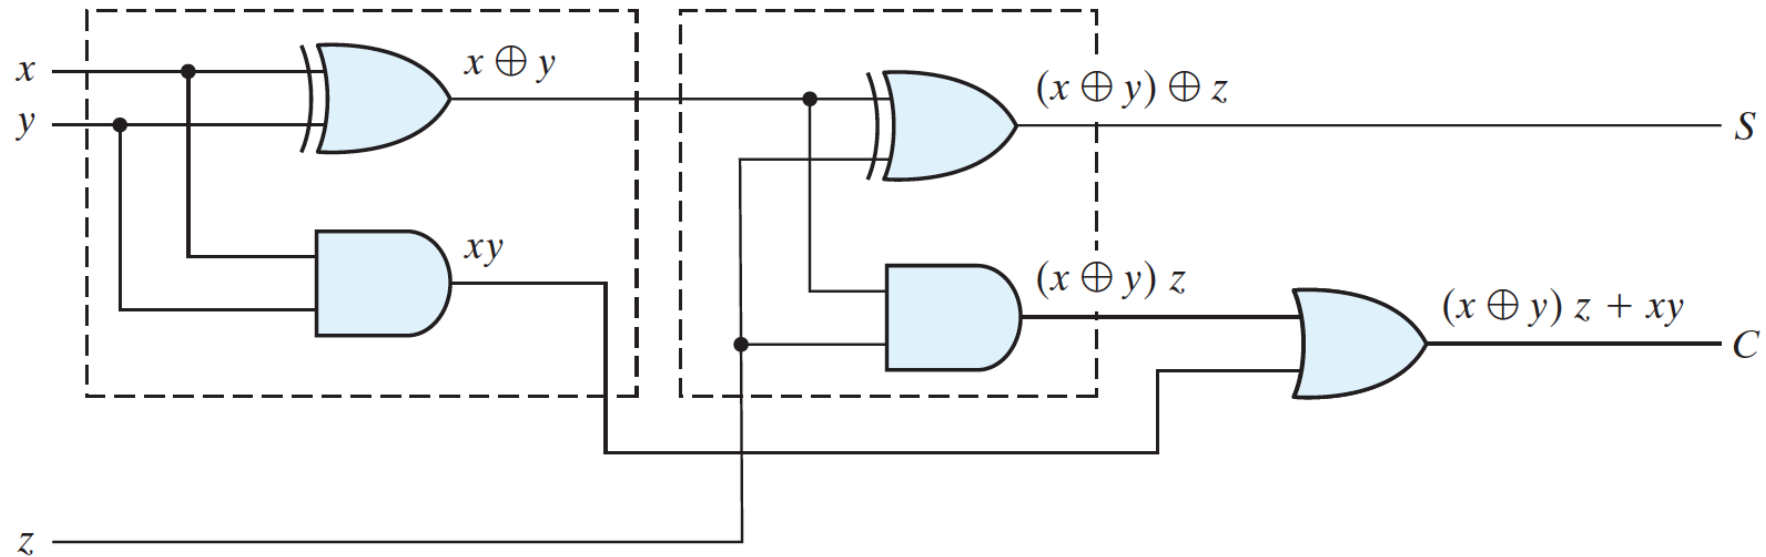 x
y
x ⊕ y
(x ⊕ y) ⊕ z
S
xy
(x ⊕ y) z
(x ⊕ y) z + xy
C
z